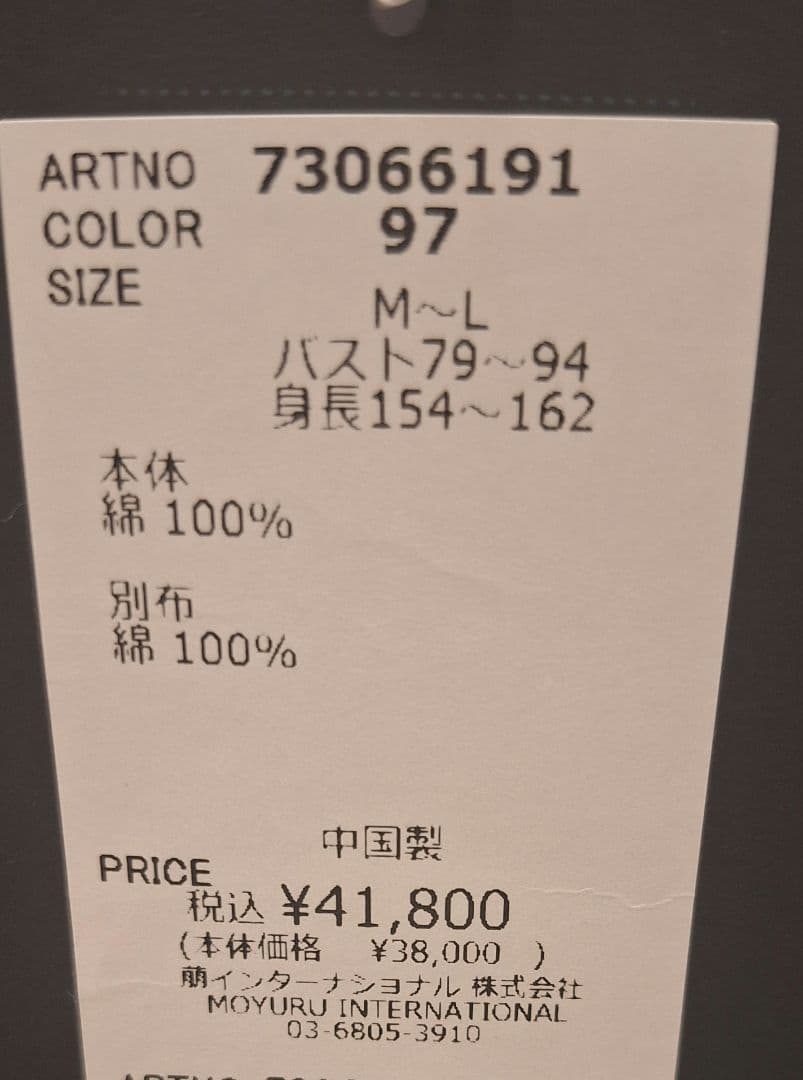 ARTNO 73066191
COLOR 97
SIZE
M～L
バスト79～94
身長154～162
本体
綿 100%
別布
綿 100%
中国製
PRICE
税込 ¥41,800
(本体価格 ¥38,000 )
萠インターナショナル 株式会社
MOYURU INTERNATIONAL
03-6805-3910